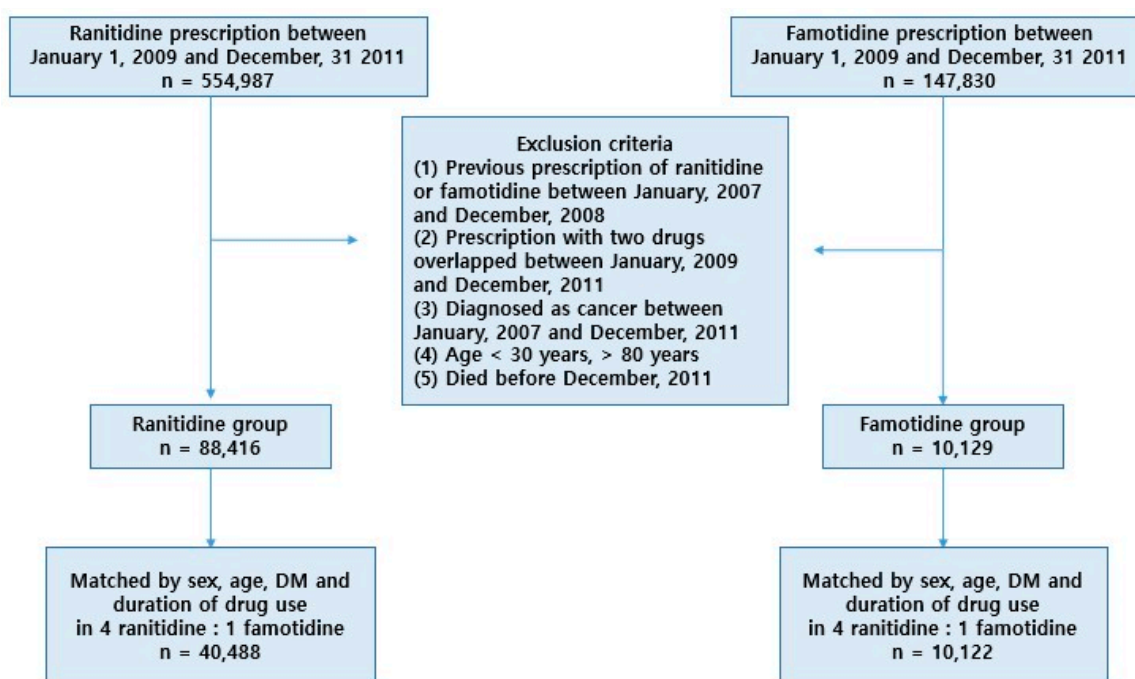 Ranitidine prescription between
January 1, 2009 and December, 31 2011
n = 554,987
Famotidine prescription between
January 1, 2009 and December, 31 2011
n = 147,830
Exclusion criteria
(1) Previous prescription of ranitidine
or famotidine between January, 2007
and December, 2008
(2) Prescription with two drugs
overlapped between January, 2009
and December, 2011
(3) Diagnosed as cancer between
January, 2007 and December, 2011
(4) Age < 30 years, > 80 years
(5) Died before December, 2011
Ranitidine group
n = 88,416
Famotidine group
n = 10,129
Matched by sex, age, DM and
duration of drug use
in 4 ranitidine : 1 famotidine
n = 40,488
Matched by sex, age, DM and
duration of drug use
in 4 ranitidine : 1 famotidine
n = 10,122